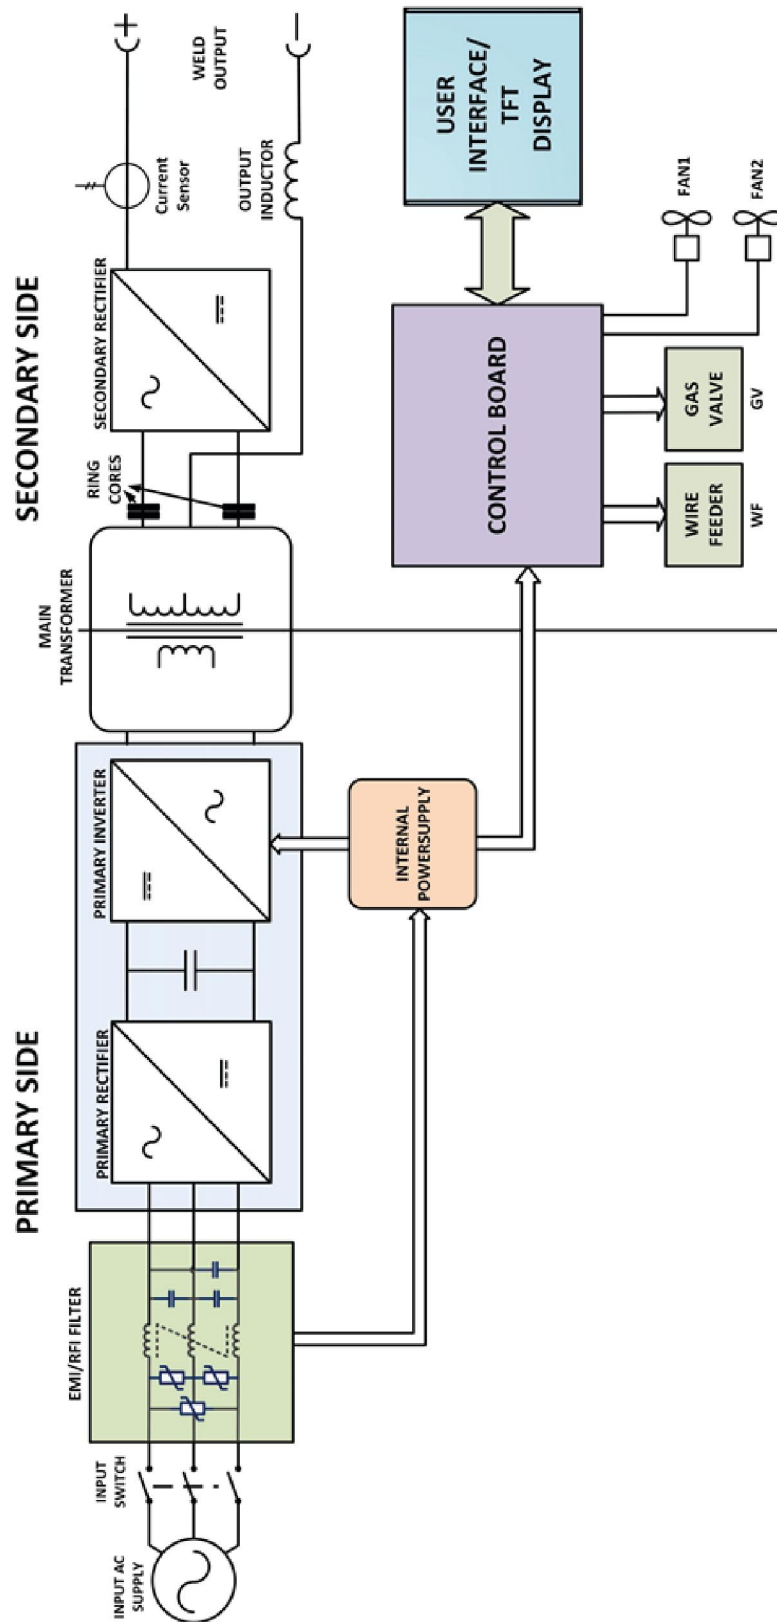 PRIMARY SIDE
SECONDARY SIDE
INPUT AC
SUPPLY
INPUT
SWITCH
EMI/RFI FILTER
PRIMARY RECTIFIER
PRIMARY INVERTER
MAIN
TRANSFORMER
RING
CORES
SECONDARY RECTIFIER
Current
Sensor
OUTPUT
INDUCTOR
+
WELD
OUTPUT
−
INTERNAL
POWERSUPPLY
CONTROL BOARD
USER
INTERFACE/
TFT
DISPLAY
WIRE
FEEDER
WF
GAS
VALVE
GV
FAN1
FAN2